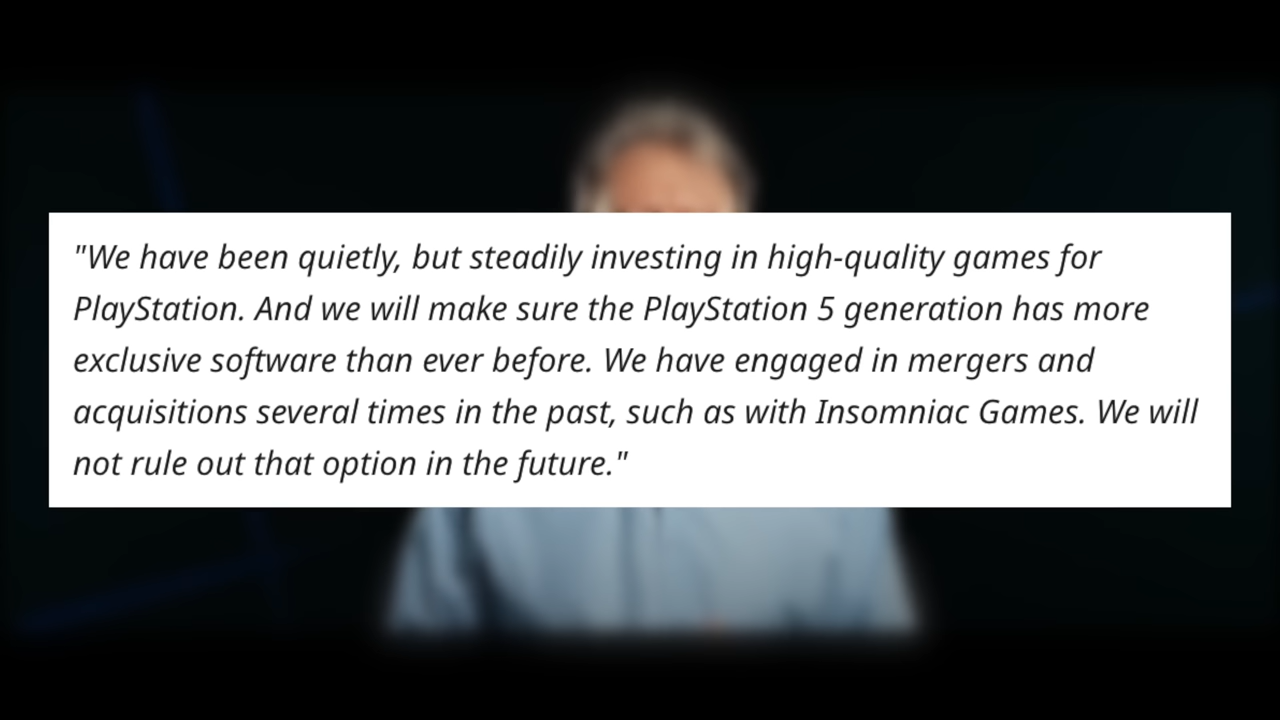 "We have been quietly, but steadily investing in high-quality games for
PlayStation. And we will make sure the PlayStation 5 generation has more
exclusive software than ever before. We have engaged in mergers and
acquisitions several times in the past, such as with Insomniac Games. We will
not rule out that option in the future."